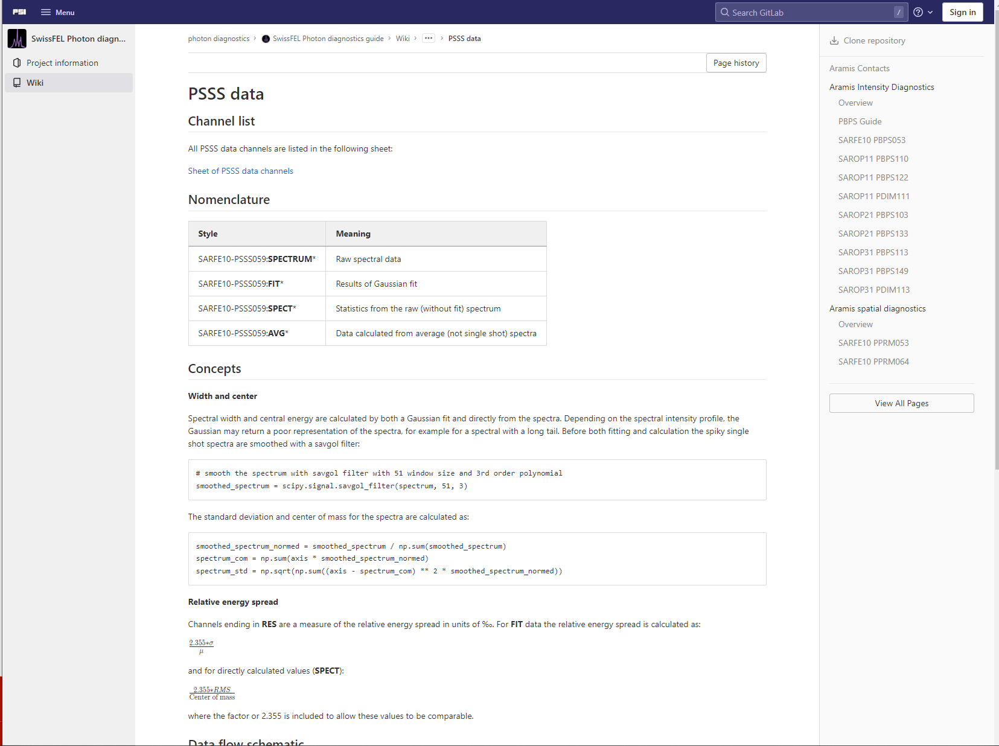 PSI Menu Search GitLab / Sign in
SwissFEL Photon diagn...
Project information
Wiki
photon diagnostics › SwissFEL Photon diagnostics guide › Wiki › ••• › PSSS data
Page history
PSSS data
Channel list
All PSSS data channels are listed in the following sheet:
Sheet of PSSS data channels
Nomenclature
Style Meaning
SARFE10-PSSS059:SPECTRUM* Raw spectral data
SARFE10-PSSS059:FIT* Results of Gaussian fit
SARFE10-PSSS059:SPECT* Statistics from the raw (without fit) spectrum
SARFE10-PSSS059:AVG* Data calculated from average (not single shot) spectra
Concepts
Width and center
Spectral width and central energy are calculated by both a Gaussian fit and directly from the spectra. Depending on the spectral intensity profile, the
Gaussian may return a poor representation of the spectra, for example for a spectral with a long tail. Before both fitting and calculation the spiky single
shot spectra are smoothed with a savgol filter:
# smooth the spectrum with savgol filter with 51 window size and 3rd order polynomial
smoothed_spectrum = scipy.signal.savgol_filter(spectrum, 51, 3)
The standard deviation and center of mass for the spectra are calculated as:
smoothed_spectrum_normed = smoothed_spectrum / np.sum(smoothed_spectrum)
spectrum_com = np.sum(axis * smoothed_spectrum_normed)
spectrum_std = np.sqrt(np.sum((axis - spectrum_com) ** 2 * smoothed_spectrum_normed))
Relative energy spread
Channels ending in RES are a measure of the relative energy spread in units of ‰. For FIT data the relative energy spread is calculated as:
2.355*σ
μ
and for directly calculated values (SPECT):
2.355*RMS
Center of mass
where the factor or 2.355 is included to allow these values to be comparable.
Data flow schematic
Clone repository
Aramis Contacts
Aramis Intensity Diagnostics
Overview
PBPS Guide
SARFE10 PBPS053
SAROP11 PBPS110
SAROP11 PBPS122
SAROP11 PDIM111
SAROP21 PBPS103
SAROP21 PBPS133
SAROP31 PBPS113
SAROP31 PBPS149
SAROP31 PDIM113
Aramis spatial diagnostics
Overview
SARFE10 PPRM053
SARFE10 PPRM064
View All Pages